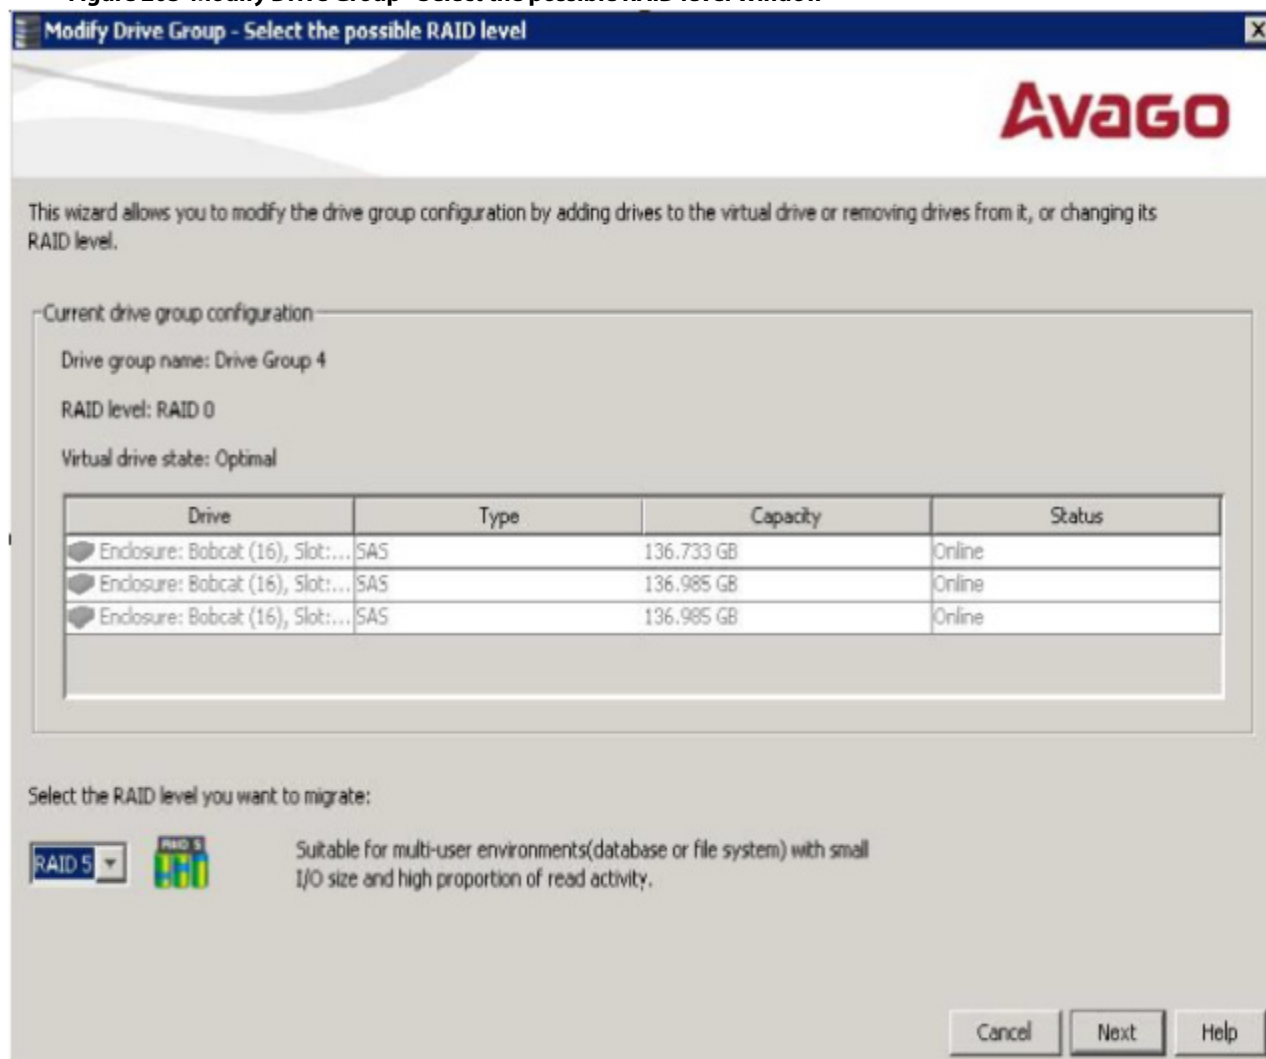 Modify Drive Group - Select the possible RAID level
AVAGO
This wizard allows you to modify the drive group configuration by adding drives to the virtual drive or removing drives from it, or changing its
RAID level.
Current drive group configuration
Drive group name: Drive Group 4
RAID level: RAID 0
Virtual drive state: Optimal
Drive Type Capacity Status
Enclosure: Bobcat (16), Slot:... SAS 136.733 GB Online
Enclosure: Bobcat (16), Slot:... SAS 136.985 GB Online
Enclosure: Bobcat (16), Slot:... SAS 136.985 GB Online
Select the RAID level you want to migrate:
RAID 5
RAID 5
Suitable for multi-user environments(database or file system) with small
I/O size and high proportion of read activity.
Cancel Next Help